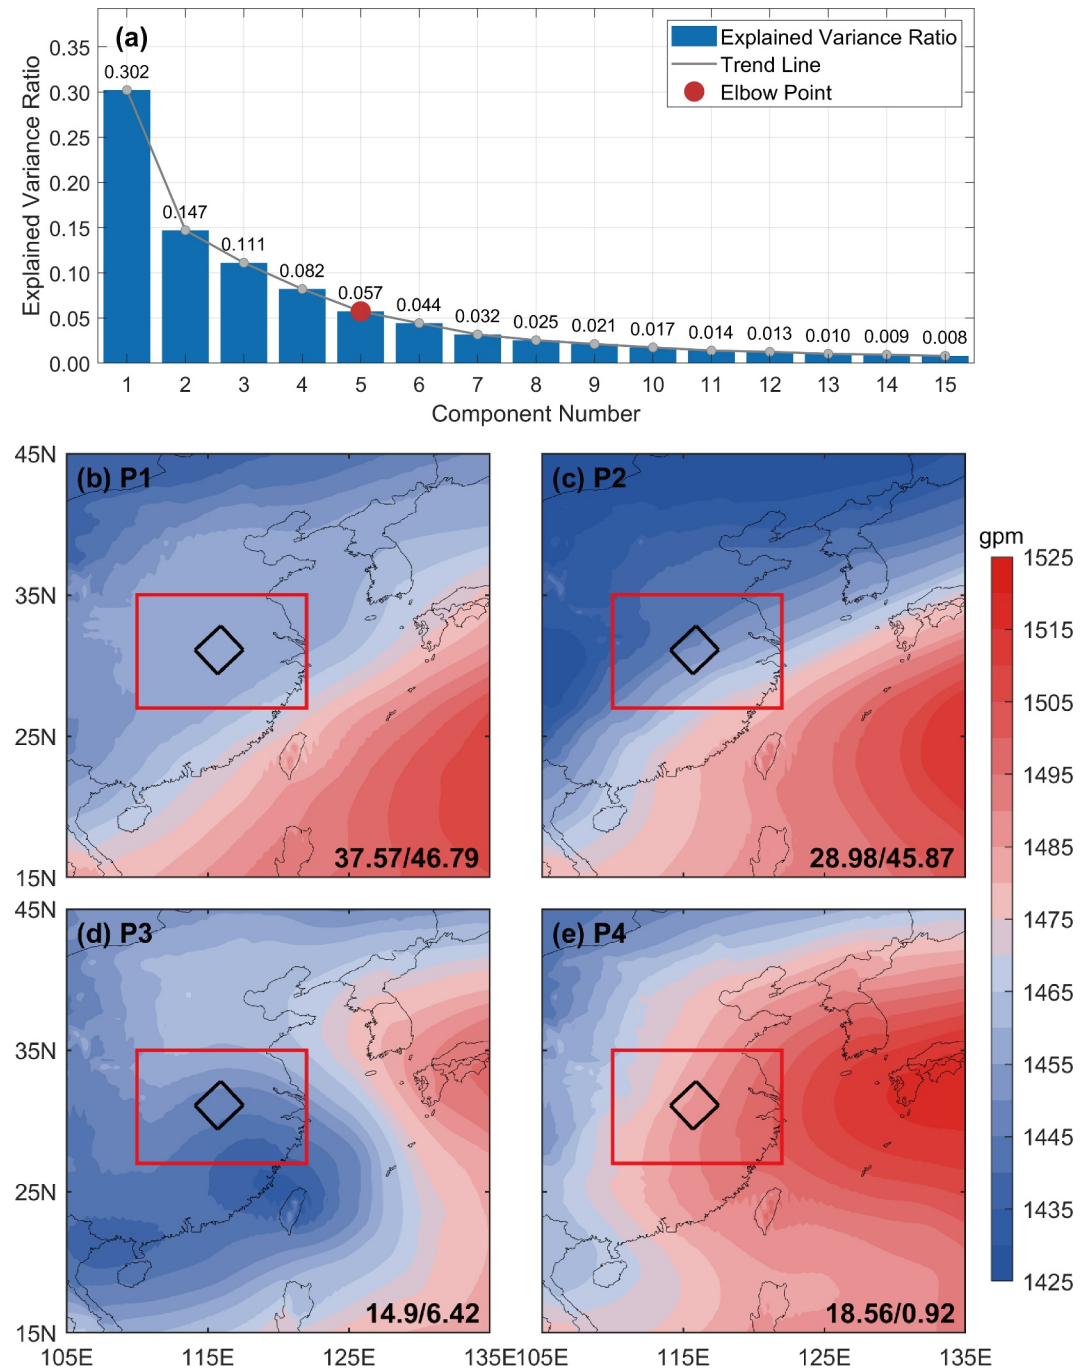 (a)
Explained Variance Ratio
Trend Line
Elbow Point
Explained Variance Ratio
0.35
0.30
0.25
0.20
0.15
0.10
0.05
0.00
0.302
0.147
0.111
0.082
0.057
0.044
0.032
0.025
0.021
0.017
0.014
0.013
0.010
0.009
0.008
1 2 3 4 5 6 7 8 9 10 11 12 13 14 15
Component Number
45N
35N
25N
15N
(b) P1
37.57/46.79
(c) P2
28.98/45.87
gpm
1525
1515
1505
1495
1485
1475
1465
1455
1445
1435
1425
45N
35N
25N
15N
(d) P3
14.9/6.42
(e) P4
18.56/0.92
105E 115E 125E 135E
105E 115E 125E 135E